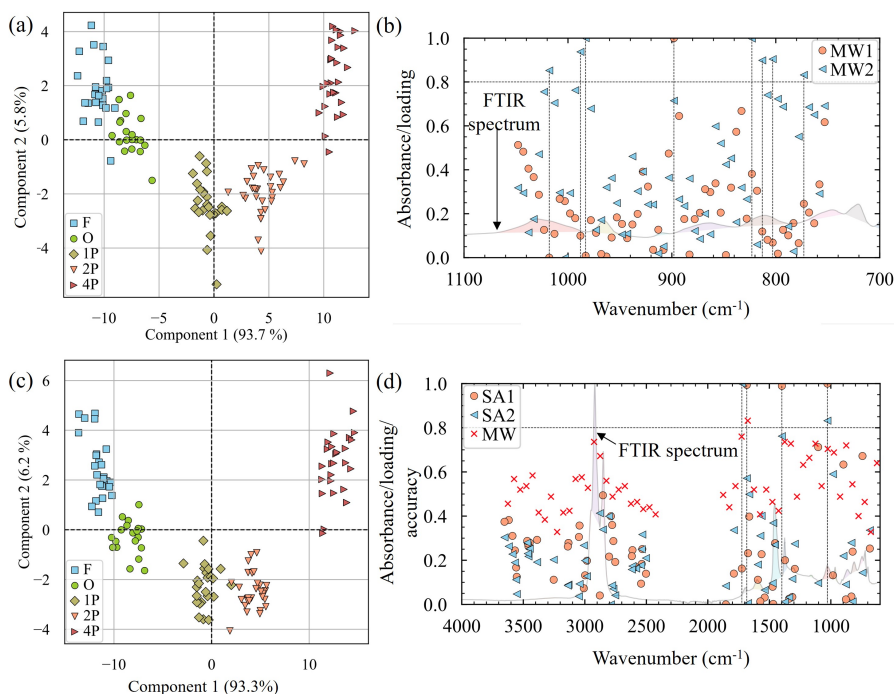 (a)
4
2
0
−2
−4
Component 2 (5.8%)
F
O
1P
2P
4P
−10
−5
0
5
10
Component 1 (93.7 %)
(b)
1.0
0.8
0.6
0.4
0.2
0.0
Absorbance/loading
FTIR
spectrum
MW1
MW2
1100
1000
900
800
700
Wavenumber (cm⁻¹)
(c)
6
4
2
0
−2
−4
Component 2 (6.2 %)
F
O
1P
2P
4P
−10
0
10
Component 1 (93.3%)
(d)
1.0
0.8
0.6
0.4
0.2
0.0
Absorbance/loading/
accuracy
SA1
SA2
MW
FTIR spectrum
4000
3500
3000
2500
2000
1500
1000
Wavenumber (cm⁻¹)